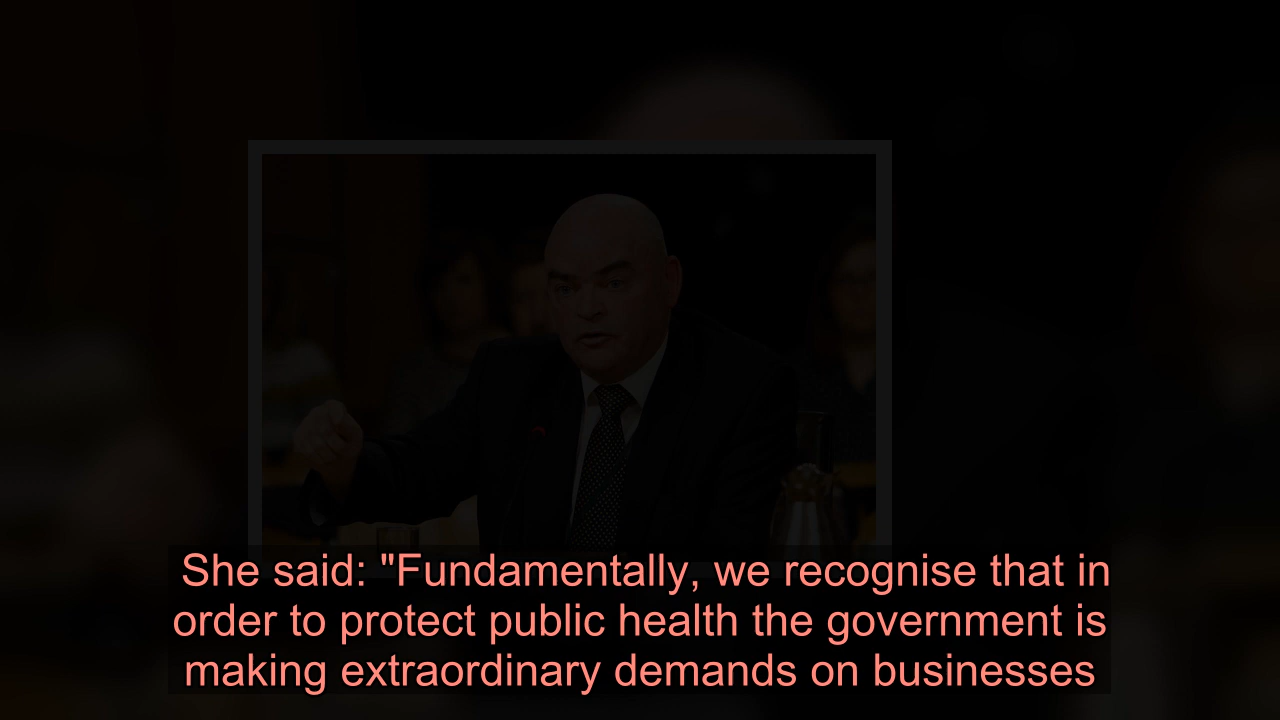 She said: "Fundamentally, we recognise that in
order to protect public health the government is
making extraordinary demands on businesses